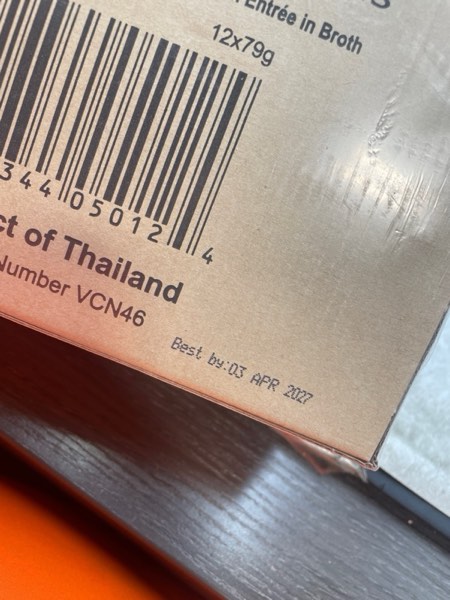 Entrée in Broth
12x79g
344 05012 4
ct of Thailand
Number VCN46
Best by:03 APR 2027